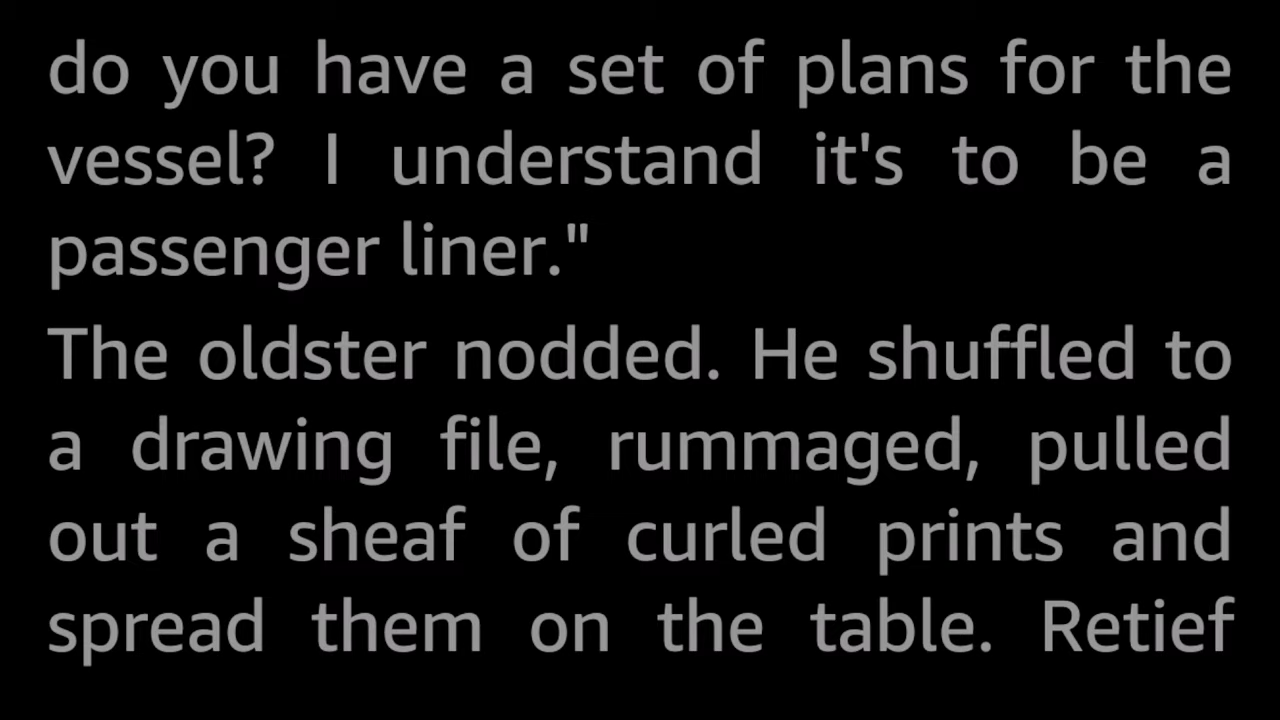 do you have a set of plans for the
vessel? I understand it's to be a
passenger liner."
The oldster nodded. He shuffled to
a drawing file, rummaged, pulled
out a sheaf of curled prints and
spread them on the table. Retief